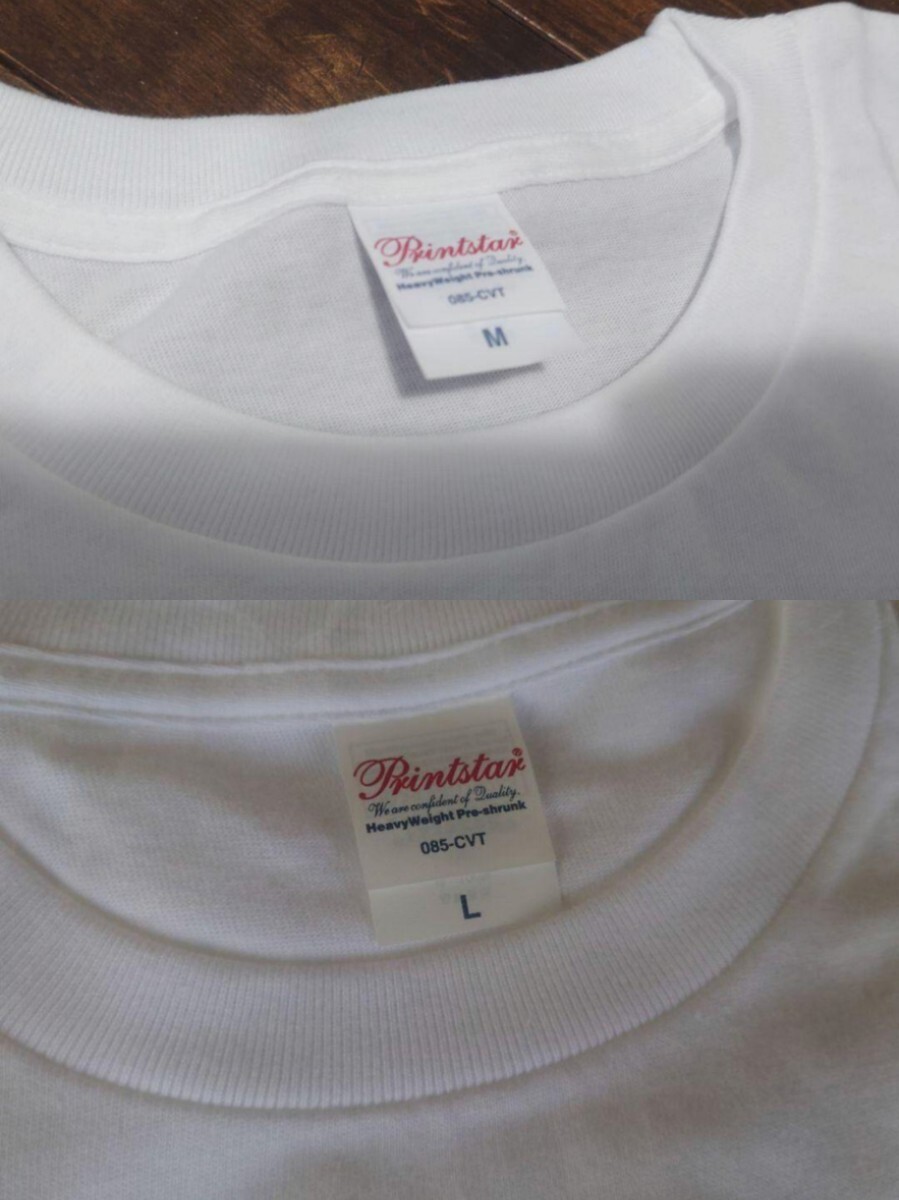 Printstar®
We are confident of Quality.
HeavyWeight Pre-shrunk
085-CVT
M
Printstar®
We are confident of Quality.
HeavyWeight Pre-shrunk
085-CVT
L